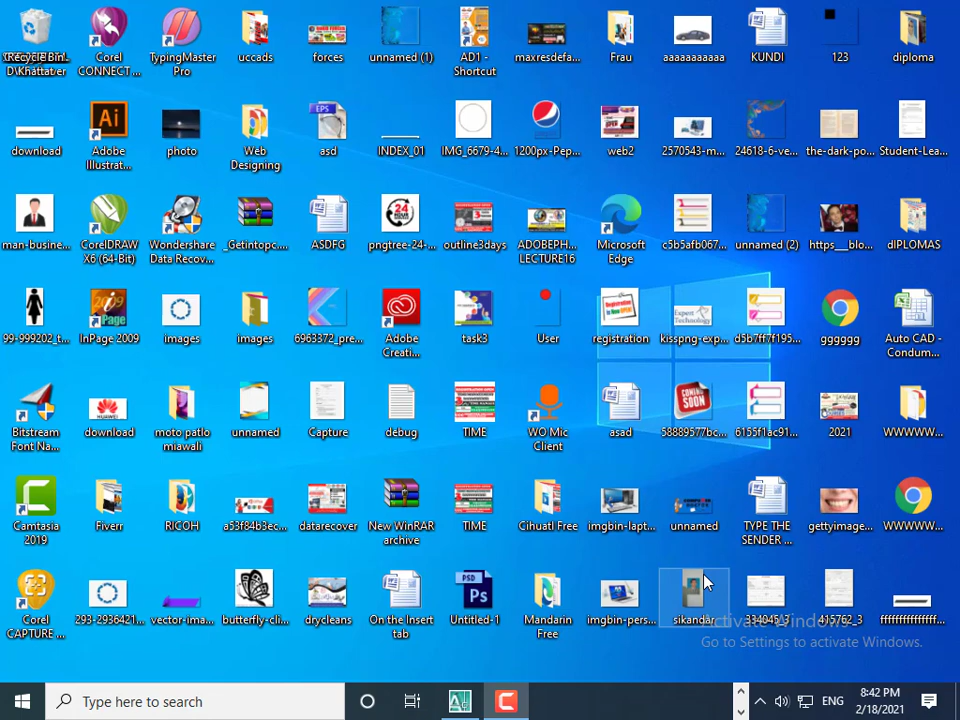 Corel CONNECT ...
TypingMaster Pro
uccads
forces
unnamed (1)
AD1 - Shortcut
maxresdefa...
Frau
aaaaaaaaaaa
KUNDI
123
diploma
download
Adobe Illustrat...
photo
Web Designing
asd
INDEX_01
IMG_6679-4...
1200px-Pep...
web2
2570543-m...
24618-6-ve...
the-dark-po...
Student-Lea...
man-busine...
CorelDRAW X6 (64-Bit)
Wondershare Data Recov...
_Getintopc....
ASDFG
pngtree-24-...
outline3days
ADOBEPH... LECTURE16
Microsoft Edge
c5b5afb067...
unnamed (2)
https___blo...
dIPLOMAS
99-999202_t...
InPage 2009
images
images
6963372_pre...
Adobe Creati...
task3
User
registration
kisspng-exp...
d5b7ff7f195...
gggggg
Auto CAD - Condum...
Bitstream Font Na...
download
moto patlo miawali
unnamed
Capture
debug
TIME
WO Mic Client
asad
58889577bc...
6155f1ac91...
2021
WWWWW...
Camtasia 2019
Fiverr
RICOH
a53f84b3ec...
datarecover
New WinRAR archive
TIME
Cihuatl Free
imgbin-lapt...
unnamed
TYPE THE SENDER ...
gettyimage...
WWWWW...
Corel CAPTURE ...
293-2936421...
vector-ima...
butterfly-cli...
drycleans
On the Insert tab
Untitled-1
Mandarin Free
imgbin-pers...
sikandar
334045_3
415762_3
Activate Windows
Go to Settings to activate Windows.
Type here to search
ENG
8:42 PM
2/18/2021